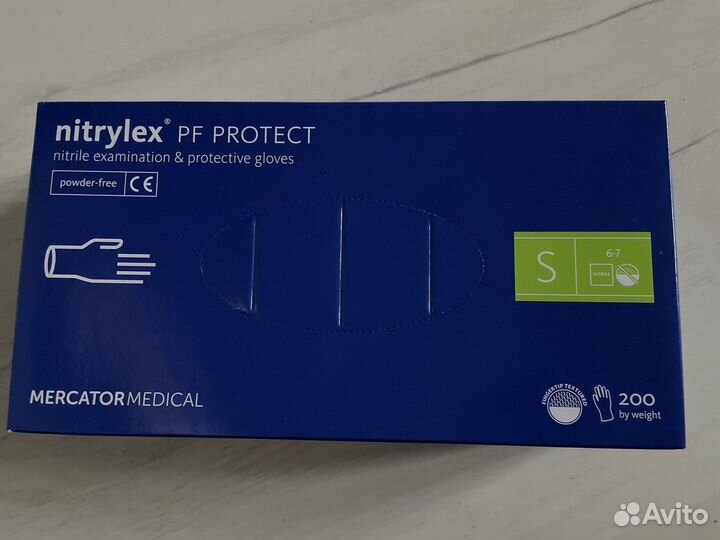 nitrylex® PF PROTECT
nitrile examination & protective gloves
powder-free CE
S
6-7
NITRILE
MERCATORMEDICAL
FINGERTIP TEXTURED
200
by weight
Avito